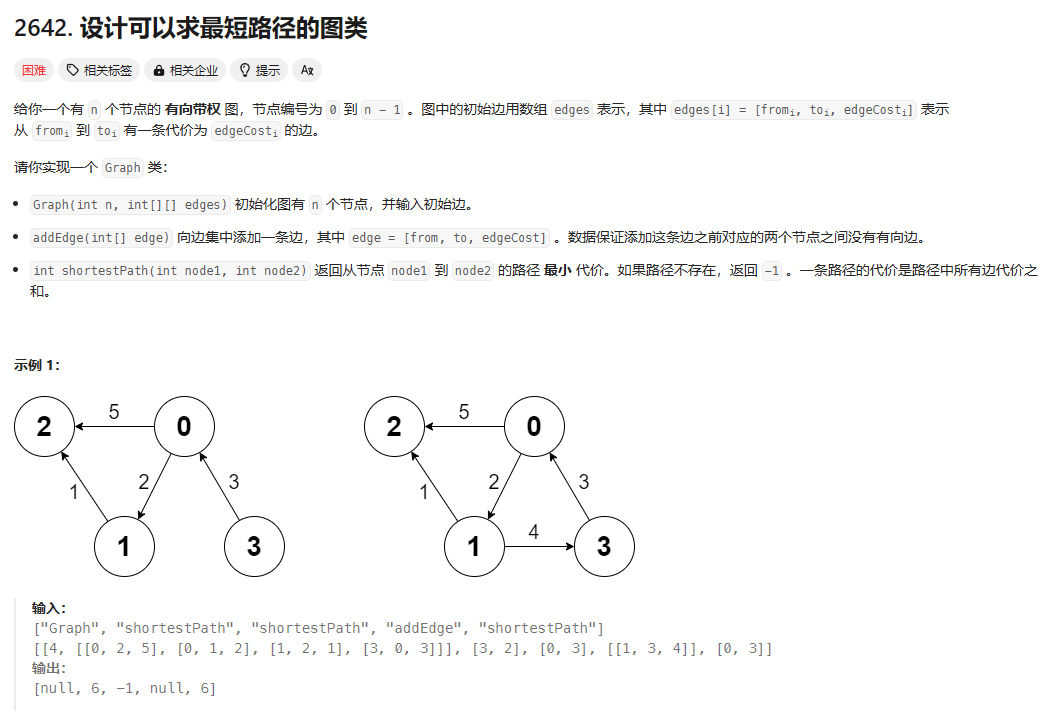 2642. 设计可以求最短路径的图类
困难 相关标签 相关企业 提示 Aあ
给你一个有 n 个节点的 有向带权 图，节点编号为 0 到 n - 1 。图中的初始边用数组 edges 表示，其中 edges[i] = [fromi, toi, edgeCosti] 表示
从 fromi 到 toi 有一条代价为 edgeCosti 的边。
请你实现一个 Graph 类：
Graph(int n, int[][] edges) 初始化图有 n 个节点，并输入初始边。
addEdge(int[] edge) 向边集中添加一条边，其中 edge = [from, to, edgeCost] 。数据保证添加这条边之前对应的两个节点之间没有有向边。
int shortestPath(int node1, int node2) 返回从节点 node1 到 node2 的路径 最小 代价。如果路径不存在，返回 -1 。一条路径的代价是路径中所有边代价之
和。
示例 1：
2 5 0 2 5 0
1 2 3 1 2 3
1 3 1 4 3
输入：
["Graph", "shortestPath", "shortestPath", "addEdge", "shortestPath"]
[[4, [[0, 2, 5], [0, 1, 2], [1, 2, 1], [3, 0, 3]]], [3, 2], [0, 3], [[1, 3, 4]], [0, 3]]
输出：
[null, 6, -1, null, 6]